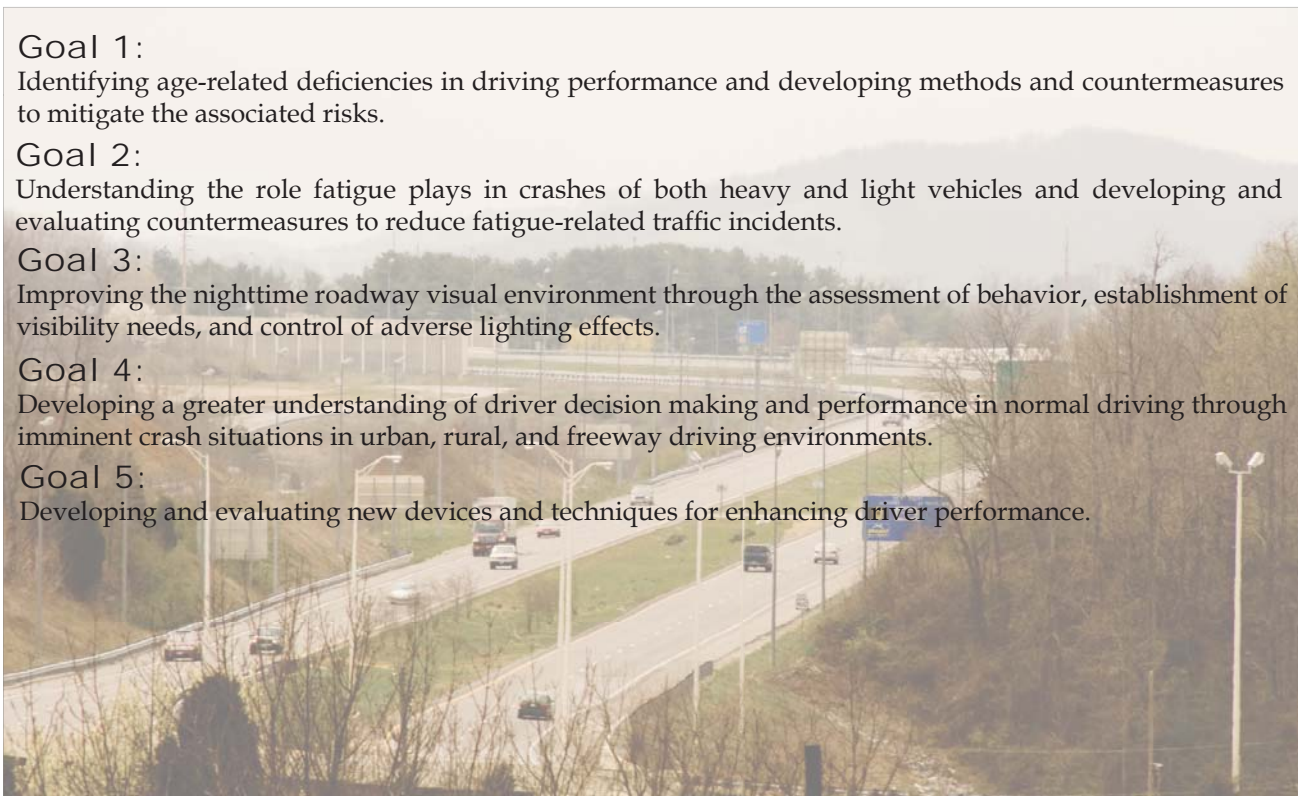 Goal 1:
Identifying age-related deficiencies in driving performance and developing methods and countermeasures
to mitigate the associated risks.
Goal 2:
Understanding the role fatigue plays in crashes of both heavy and light vehicles and developing and
evaluating countermeasures to reduce fatigue-related traffic incidents.
Goal 3:
Improving the nighttime roadway visual environment through the assessment of behavior, establishment of
visibility needs, and control of adverse lighting effects.
Goal 4:
Developing a greater understanding of driver decision making and performance in normal driving through
imminent crash situations in urban, rural, and freeway driving environments.
Goal 5:
Developing and evaluating new devices and techniques for enhancing driver performance.